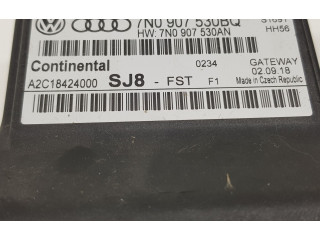 7N0 907 530BQ
HW: 7N0 907 530AN
HH56
Continental
0234
GATEWAY
02.09.18
A2C18424000 SJ8 - FST F1
Made in Czech Republic